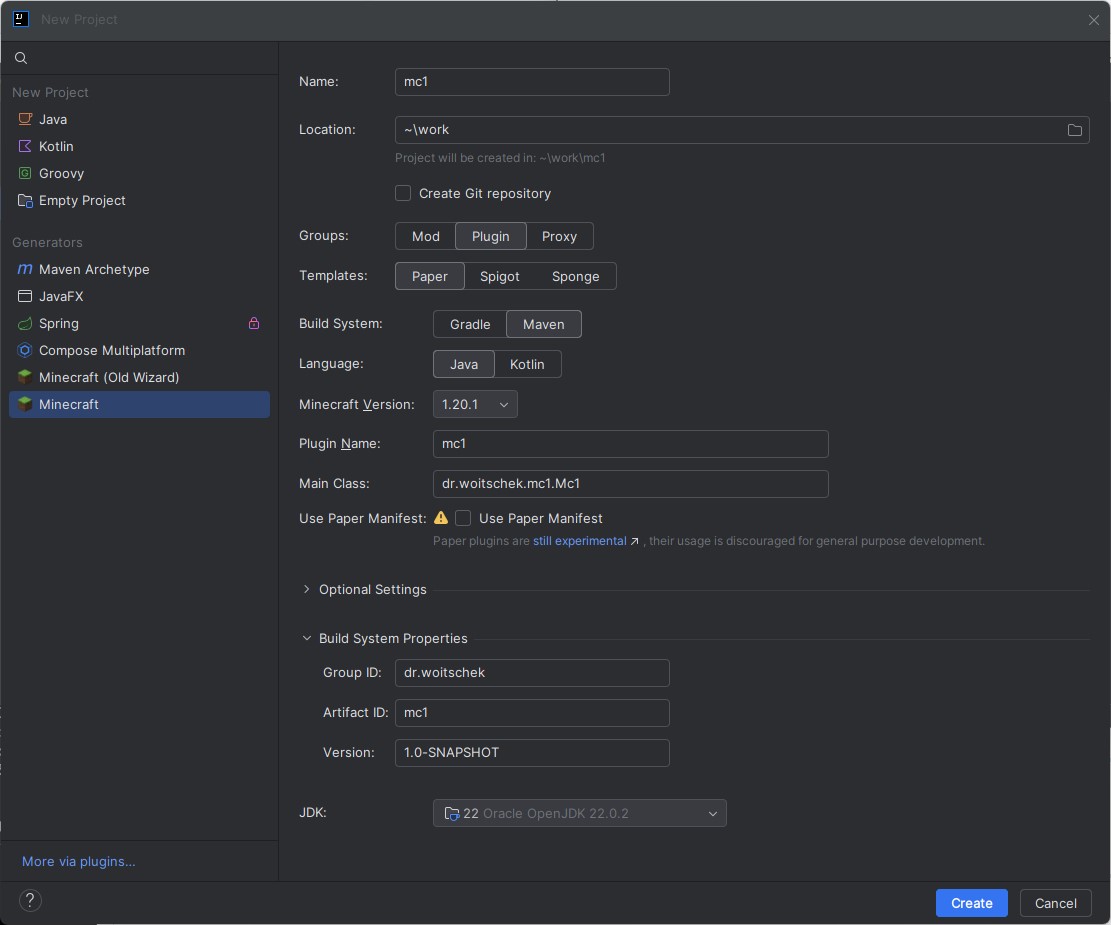 New Project
New Project
Java
Kotlin
Groovy
Empty Project
Generators
Maven Archetype
JavaFX
Spring
Compose Multiplatform
Minecraft (Old Wizard)
Minecraft
More via plugins...
Name: mc1
Location: ~\work
Project will be created in: ~\work\mc1
Create Git repository
Groups: Mod Plugin Proxy
Templates: Paper Spigot Sponge
Build System: Gradle Maven
Language: Java Kotlin
Minecraft Version: 1.20.1
Plugin Name: mc1
Main Class: dr.woitschek.mc1.Mc1
Use Paper Manifest: Use Paper Manifest
Paper plugins are still experimental ↗ , their usage is discouraged for general purpose development.
Optional Settings
Build System Properties
Group ID: dr.woitschek
Artifact ID: mc1
Version: 1.0-SNAPSHOT
JDK: 22 Oracle OpenJDK 22.0.2
? Create Cancel